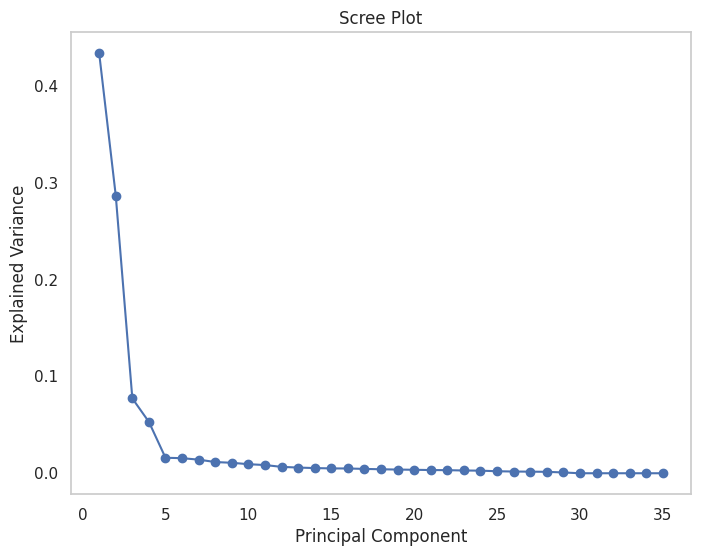 Scree Plot
Explained Variance
0.4
0.3
0.2
0.1
0.0
0 5 10 15 20 25 30 35
Principal Component